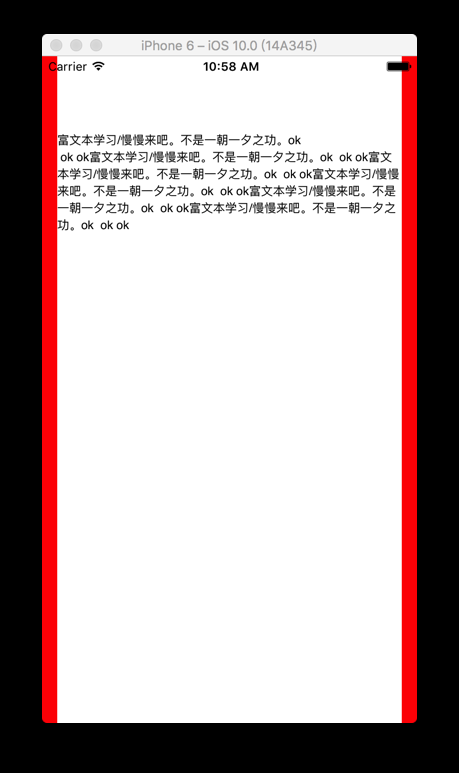 iPhone 6 – iOS 10.0 (14A345)
Carrier 10:58 AM
富文本学习/慢慢来吧。不是一朝一夕之功。ok
ok ok富文本学习/慢慢来吧。不是一朝一夕之功。ok  ok ok富文
本学习/慢慢来吧。不是一朝一夕之功。ok  ok ok富文本学习/慢慢
来吧。不是一朝一夕之功。ok  ok ok富文本学习/慢慢来吧。不是
一朝一夕之功。ok  ok ok富文本学习/慢慢来吧。不是一朝一夕之
功。ok  ok ok